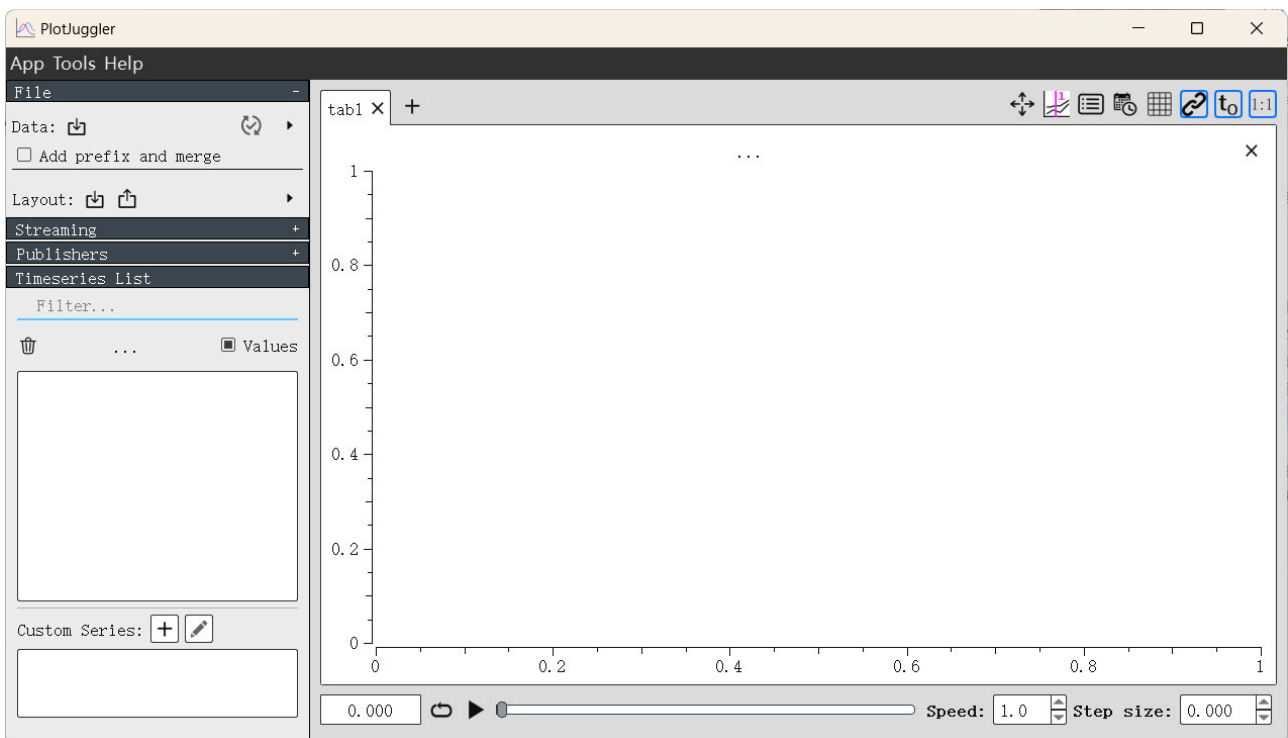 PlotJuggler
App Tools Help
File -
Data:
Add prefix and merge
Layout:
Streaming +
Publishers +
Timeseries List
Filter...
... Values
Custom Series:
tab1
1
t0 1:1
...
1
0.8
0.6
0.4
0.2
0
0 0.2 0.4 0.6 0.8 1
0.000 Speed: 1.0 Step size: 0.000